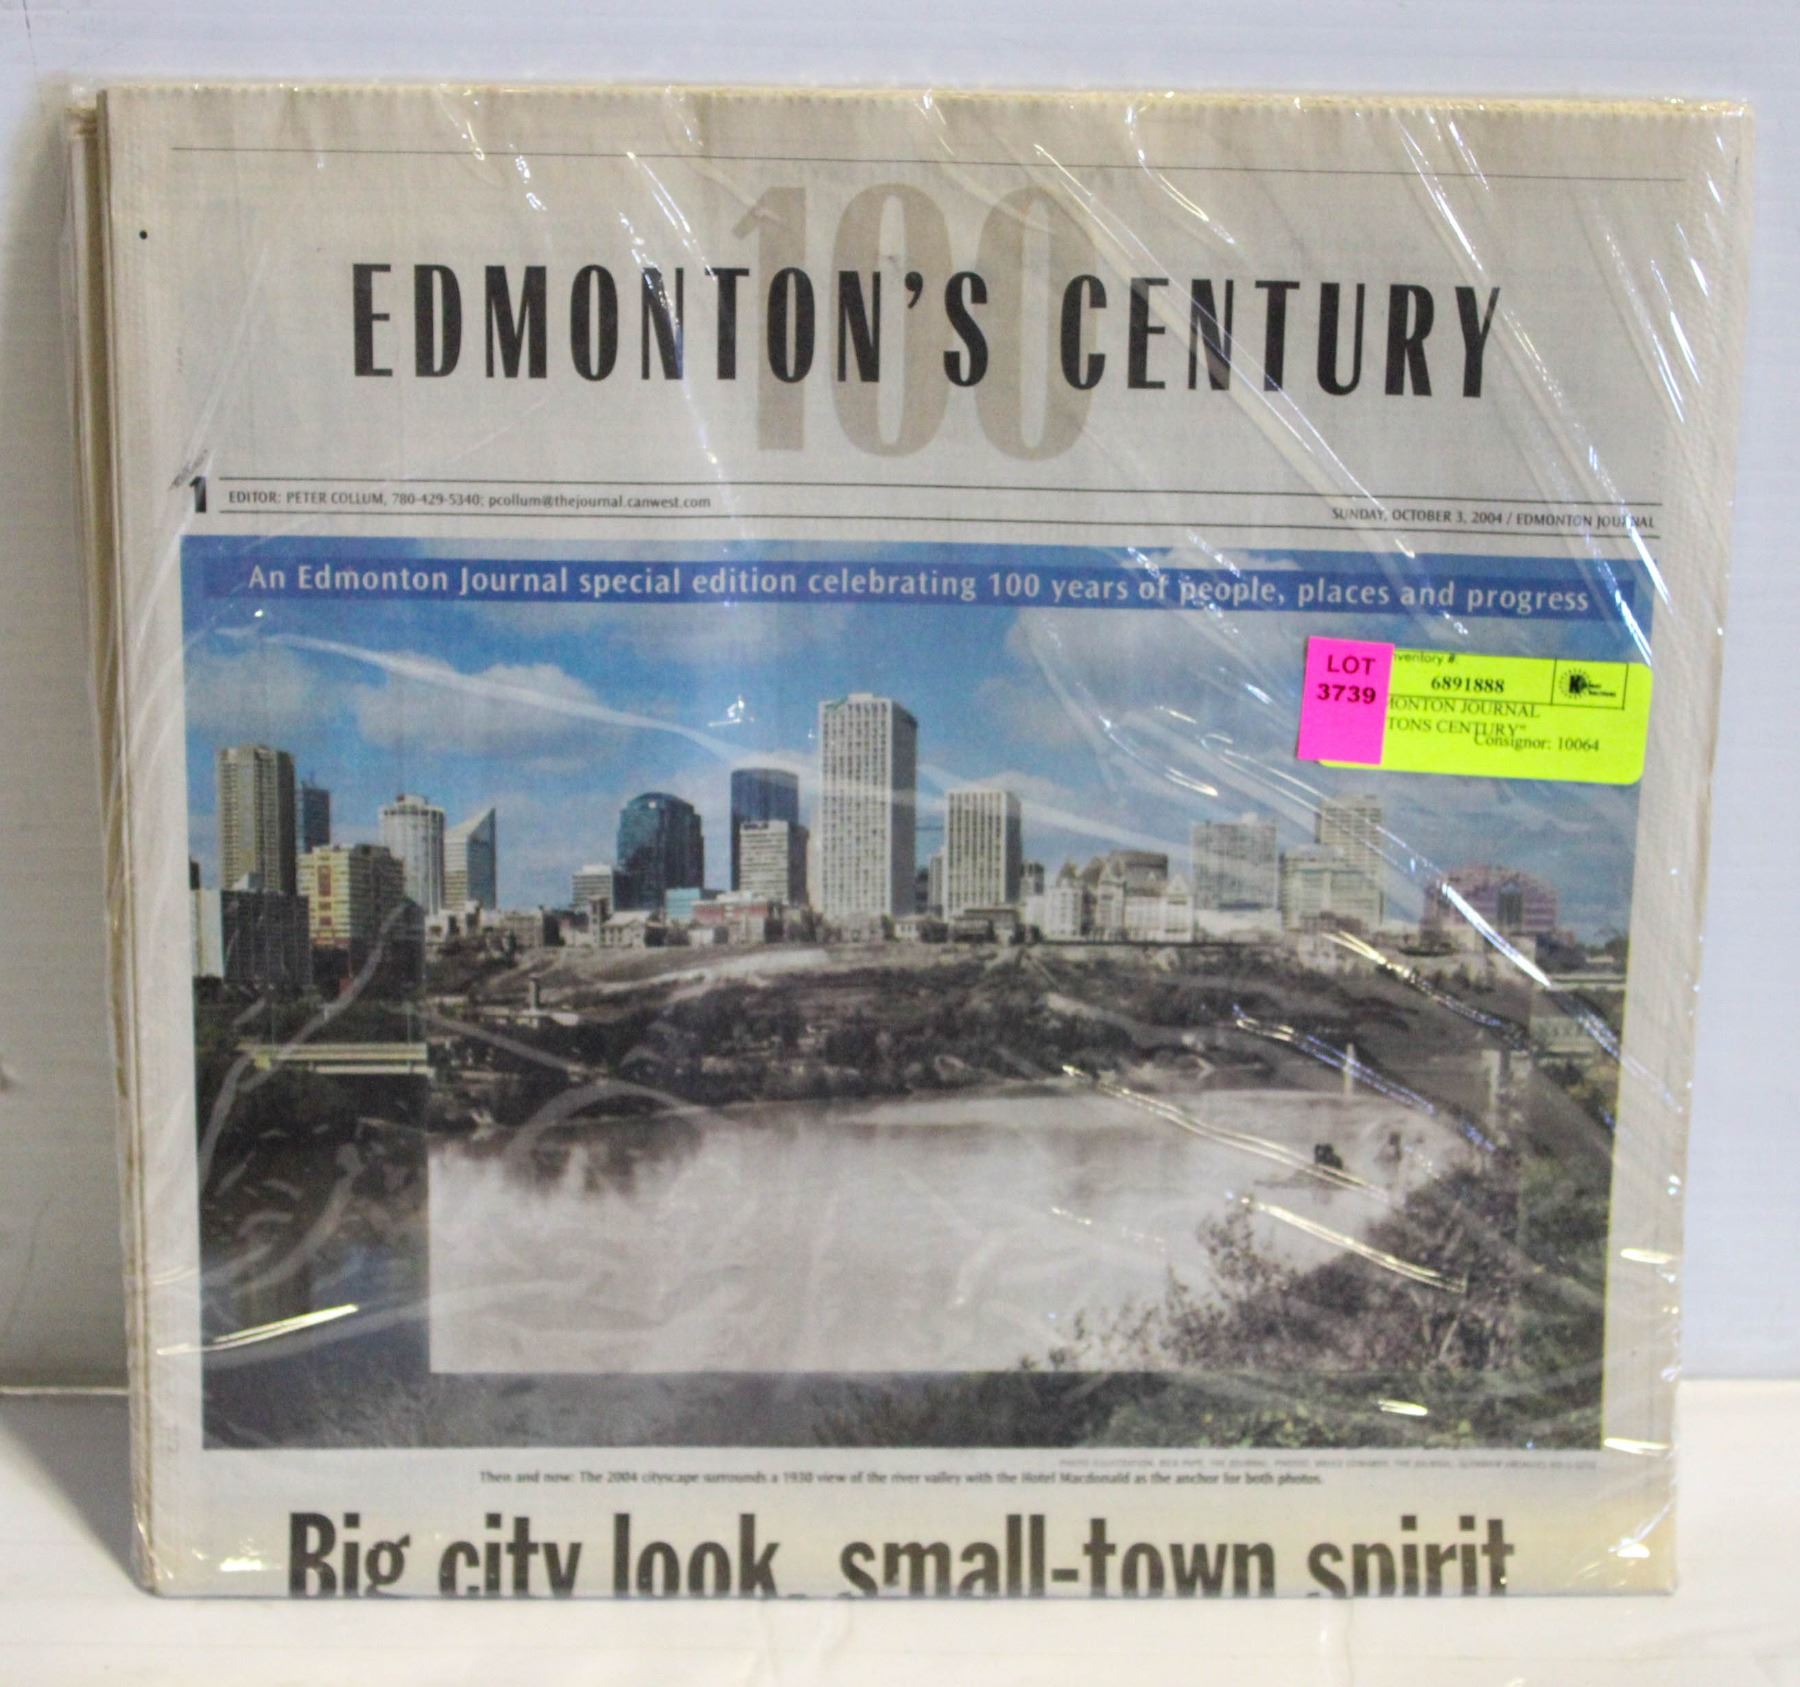 100
EDMONTON'S CENTURY
1
EDITOR: PETER COLLUM, 780-429-5340; pcollum@thejournal.canwest.com
SUNDAY, OCTOBER 3, 2004 / EDMONTON JOURNAL
An Edmonton Journal special edition celebrating 100 years of people, places and progress
LOT
3739
nventory #:
6891888
MONTON JOURNAL
TONS CENTURY"
Consignor: 10064
Then and now: The 2004 cityscape surrounds a 1930 view of the river valley with the Hotel Macdonald as the anchor for both photos.
Big city look, small-town spirit